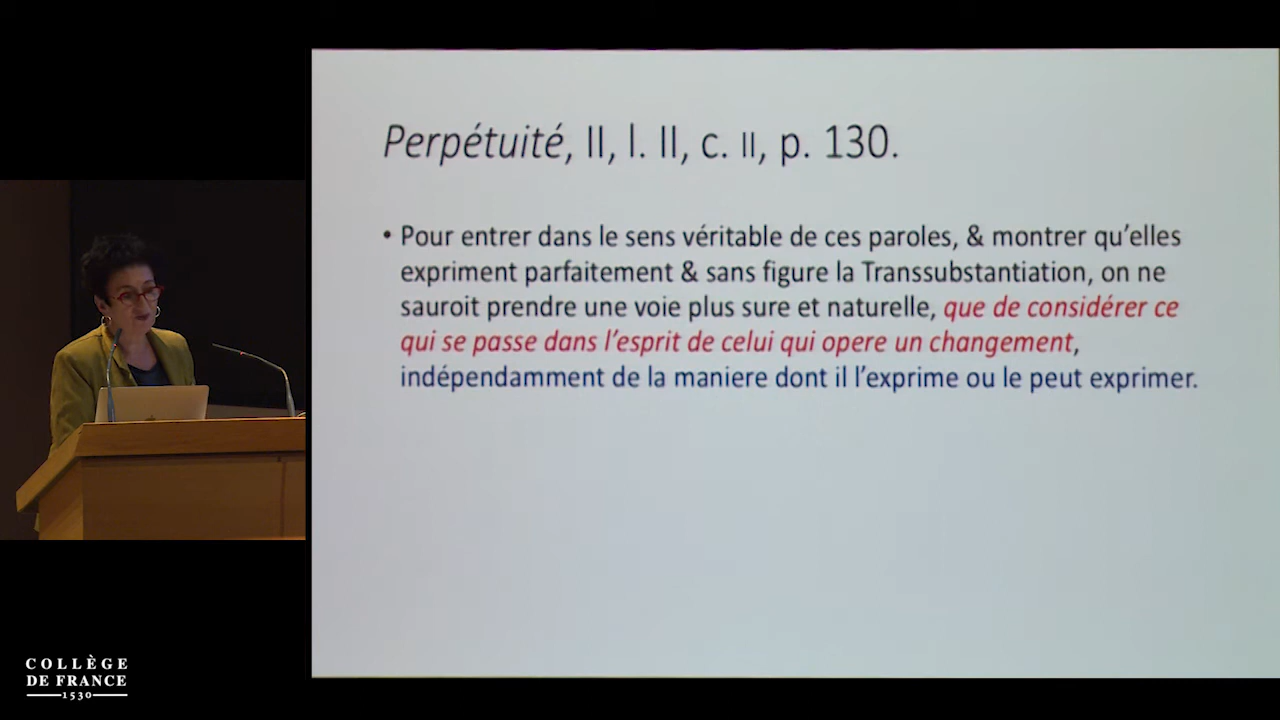 Perpétuité, II, l. II, c. II, p. 130.
• Pour entrer dans le sens véritable de ces paroles, & montrer qu’elles
expriment parfaitement & sans figure la Transsubstantiation, on ne
sauroit prendre une voie plus sure et naturelle, que de considérer ce
qui se passe dans l’esprit de celui qui opere un changement,
indépendamment de la maniere dont il l’exprime ou le peut exprimer.
COLLÈGE
DE FRANCE
1530